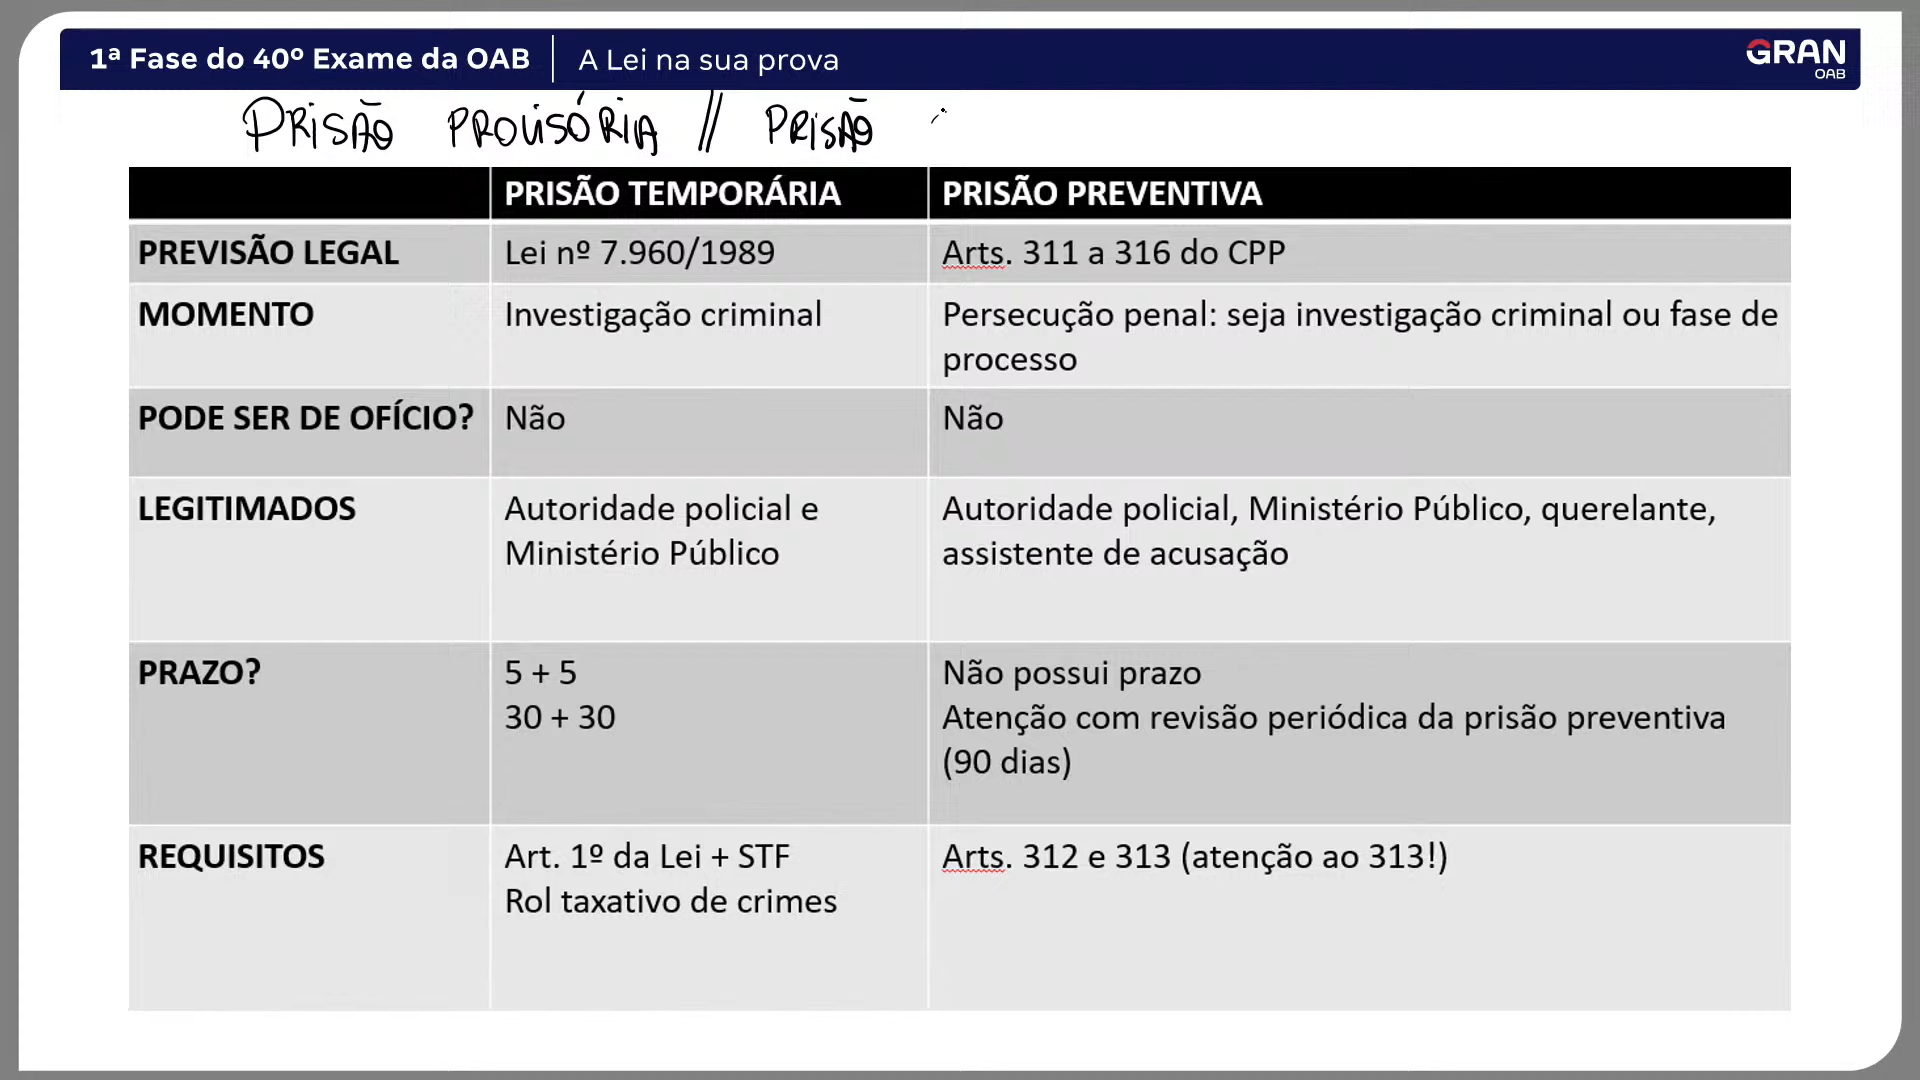 1ª Fase do 40º Exame da OAB | A Lei na sua prova
GRAN
OAB
PRISÃO PROVISÓRIA // PRISÃO
PRISÃO TEMPORÁRIA
PRISÃO PREVENTIVA
PREVISÃO LEGAL
Lei nº 7.960/1989
Arts. 311 a 316 do CPP
MOMENTO
Investigação criminal
Persecução penal: seja investigação criminal ou fase de
processo
PODE SER DE OFÍCIO?
Não
Não
LEGITIMADOS
Autoridade policial e
Ministério Público
Autoridade policial, Ministério Público, querelante,
assistente de acusação
PRAZO?
5 + 5
30 + 30
Não possui prazo
Atenção com revisão periódica da prisão preventiva
(90 dias)
REQUISITOS
Art. 1º da Lei + STF
Rol taxativo de crimes
Arts. 312 e 313 (atenção ao 313!)